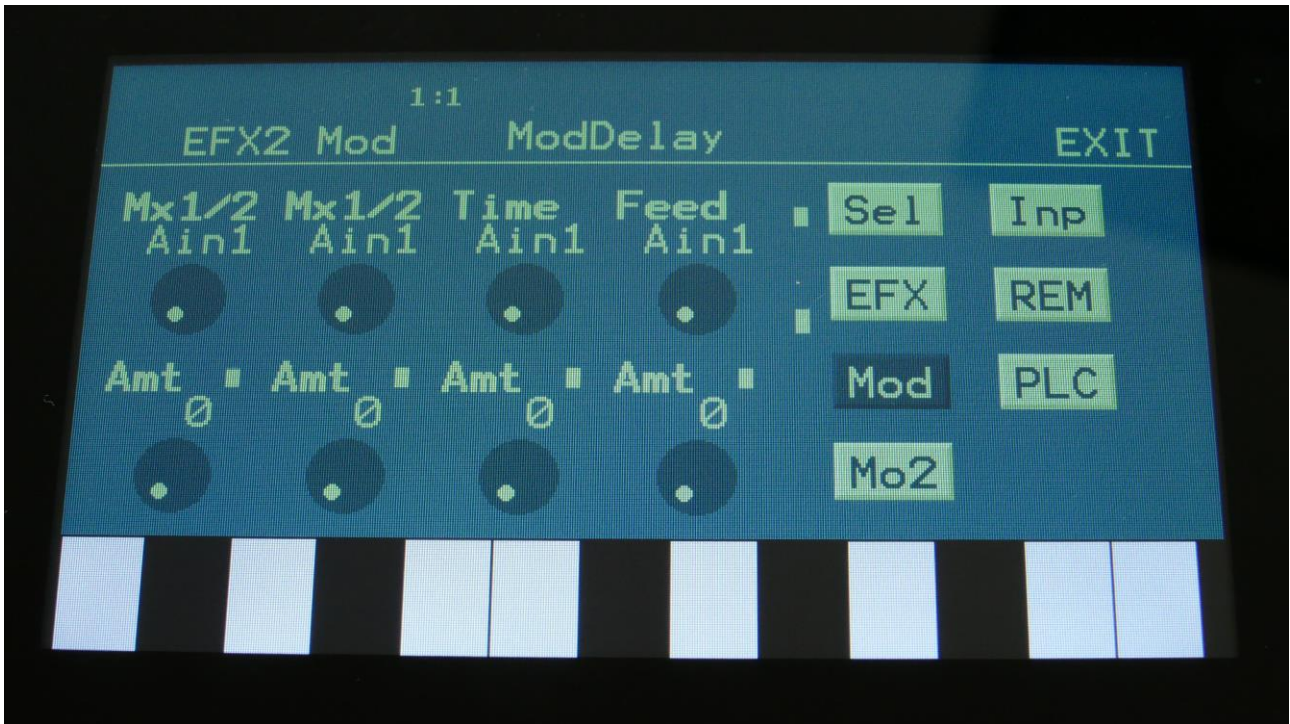 1:1
EFX2 Mod ModDelay EXIT
Mx1/2 Mx1/2 Time Feed Sel Inp
Ain1 Ain1 Ain1 Ain1
EFX REM
Amt Amt Amt Amt Mod PLC
0 0 0 0
Mo2